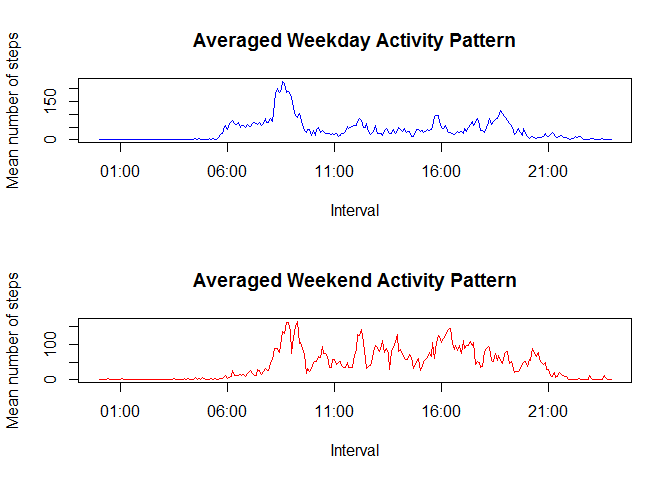 Averaged Weekday Activity Pattern
Mean number of steps
150
0
01:00 06:00 11:00 16:00 21:00
Interval
Averaged Weekend Activity Pattern
Mean number of steps
100
0
01:00 06:00 11:00 16:00 21:00
Interval